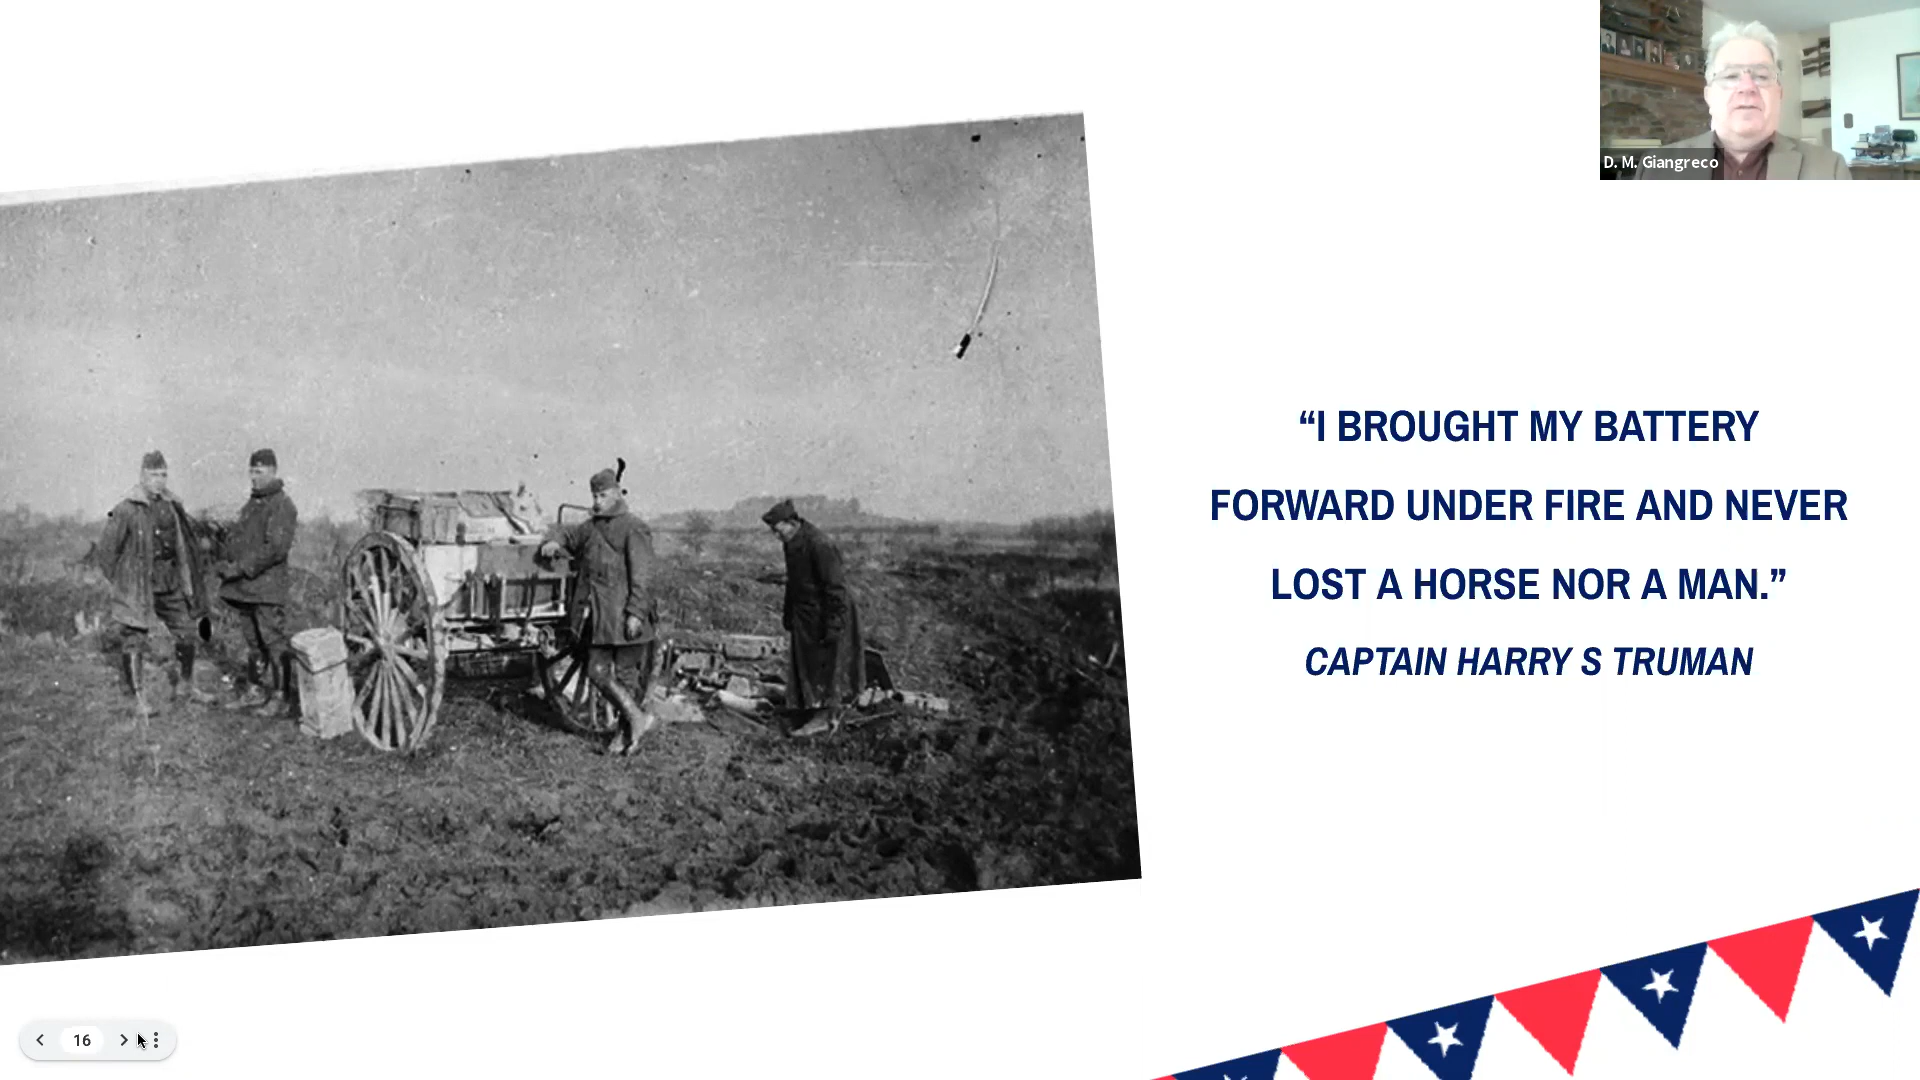 D. M. Giangreco
“I BROUGHT MY BATTERY
FORWARD UNDER FIRE AND NEVER
LOST A HORSE NOR A MAN.”
CAPTAIN HARRY S TRUMAN
16